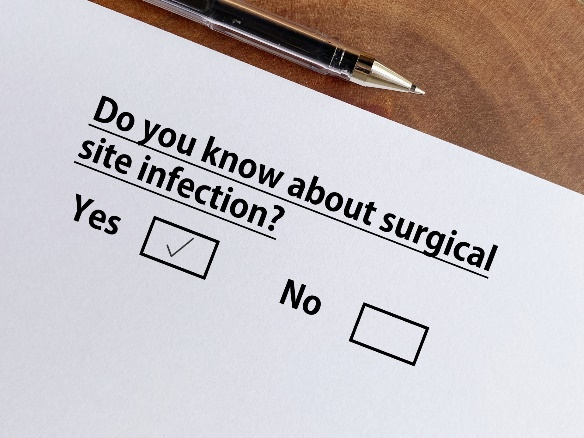 Do you know about surgical
site infection?
Yes
No